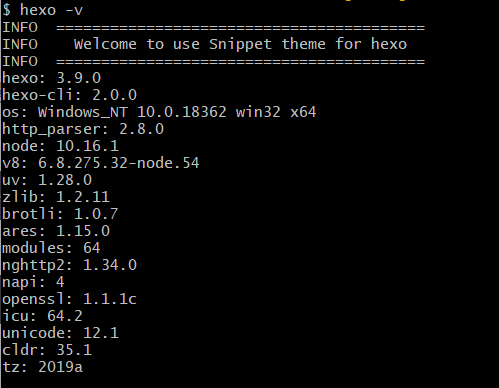 $ hexo -v
INFO  =========================================
INFO    Welcome to use Snippet theme for hexo
INFO  =========================================
hexo: 3.9.0
hexo-cli: 2.0.0
os: Windows_NT 10.0.18362 win32 x64
http_parser: 2.8.0
node: 10.16.1
v8: 6.8.275.32-node.54
uv: 1.28.0
zlib: 1.2.11
brotli: 1.0.7
ares: 1.15.0
modules: 64
nghttp2: 1.34.0
napi: 4
openssl: 1.1.1c
icu: 64.2
unicode: 12.1
cldr: 35.1
tz: 2019a